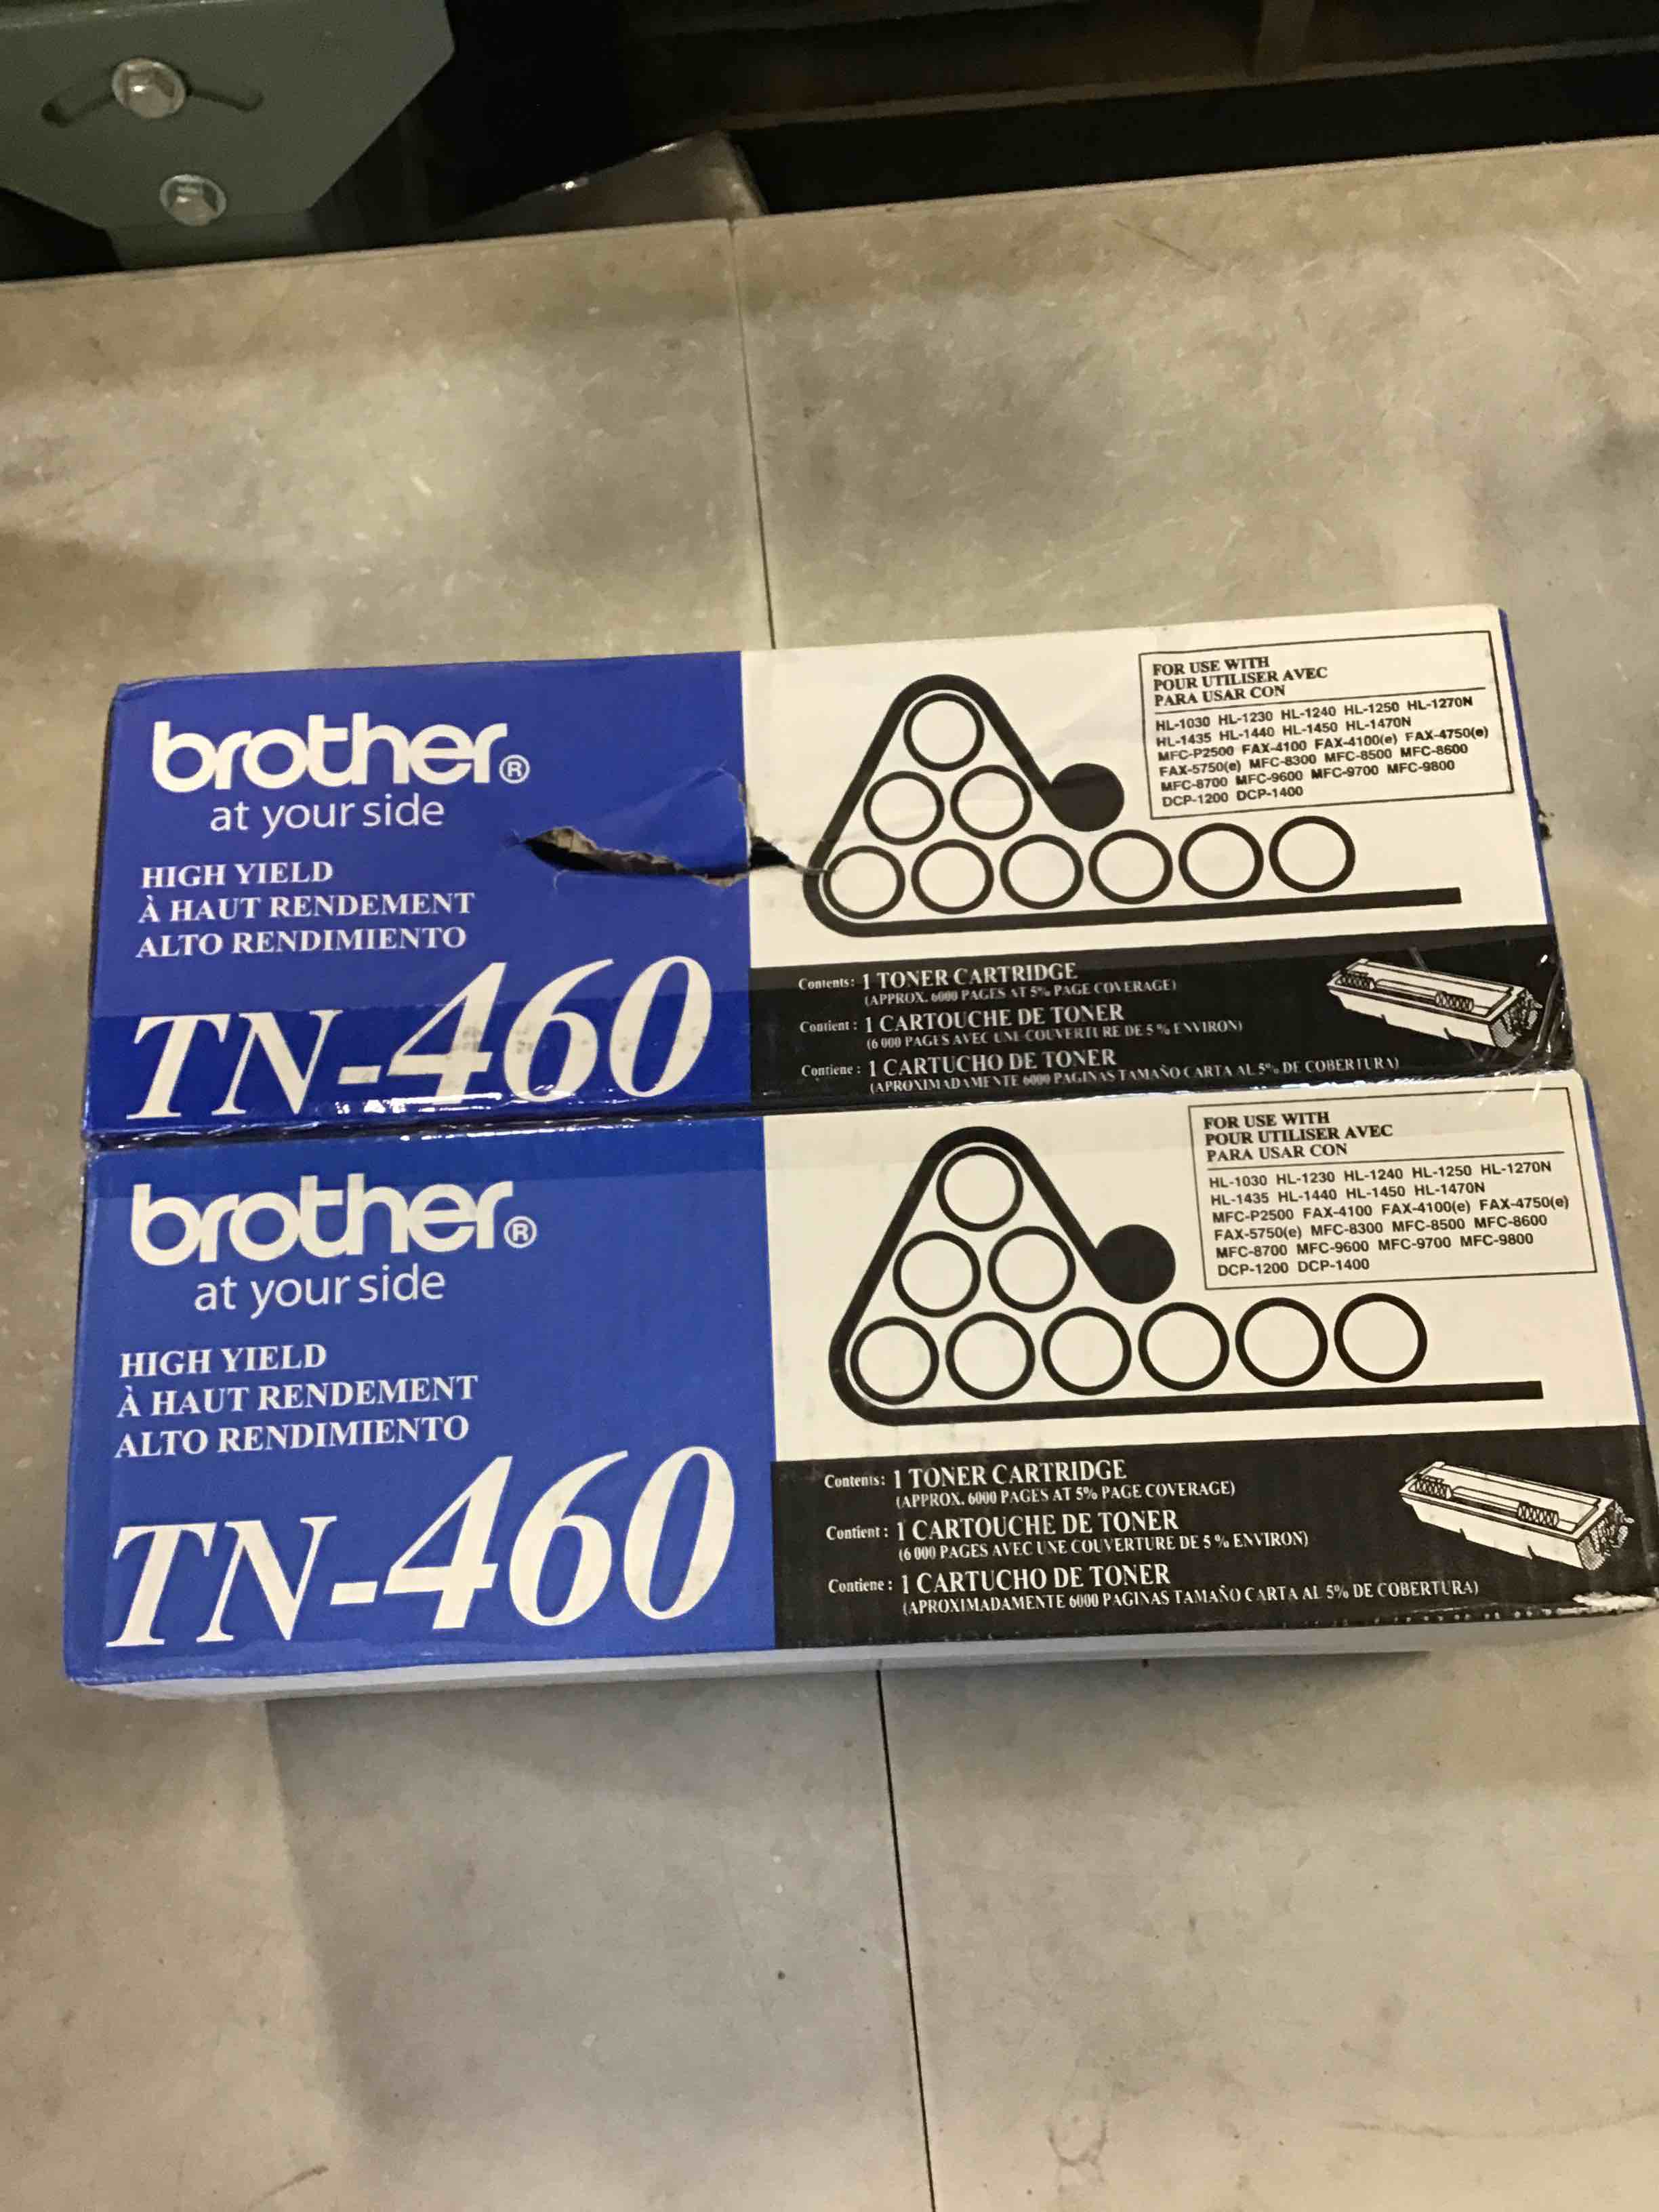 brother®
at your side
HIGH YIELD
À HAUT RENDEMENT
ALTO RENDIMIENTO
TN-460
FOR USE WITH
POUR UTILISER AVEC
PARA USAR CON
HL-1030 HL-1230 HL-1240 HL-1250 HL-1270N
HL-1435 HL-1440 HL-1450 HL-1470N
MFC-P2500 FAX-4100 FAX-4100(e) FAX-4750(e)
FAX-5750(e) MFC-8300 MFC-8500 MFC-8600
MFC-8700 MFC-9600 MFC-9700 MFC-9800
DCP-1200 DCP-1400
Contents: 1 TONER CARTRIDGE
(APPROX. 6000 PAGES AT 5% PAGE COVERAGE)
Contient : 1 CARTOUCHE DE TONER
(6 000 PAGES AVEC UNE COUVERTURE DE 5 % ENVIRON)
Contiene : 1 CARTUCHO DE TONER
(APROXIMADAMENTE 6000 PAGINAS TAMAÑO CARTA AL 5% DE COBERTURA)
brother®
at your side
HIGH YIELD
À HAUT RENDEMENT
ALTO RENDIMIENTO
TN-460
FOR USE WITH
POUR UTILISER AVEC
PARA USAR CON
HL-1030 HL-1230 HL-1240 HL-1250 HL-1270N
HL-1435 HL-1440 HL-1450 HL-1470N
MFC-P2500 FAX-4100 FAX-4100(e) FAX-4750(e)
FAX-5750(e) MFC-8300 MFC-8500 MFC-8600
MFC-8700 MFC-9600 MFC-9700 MFC-9800
DCP-1200 DCP-1400
Contents: 1 TONER CARTRIDGE
(APPROX. 6000 PAGES AT 5% PAGE COVERAGE)
Contient : 1 CARTOUCHE DE TONER
(6 000 PAGES AVEC UNE COUVERTURE DE 5 % ENVIRON)
Contiene : 1 CARTUCHO DE TONER
(APROXIMADAMENTE 6000 PAGINAS TAMAÑO CARTA AL 5% DE COBERTURA)